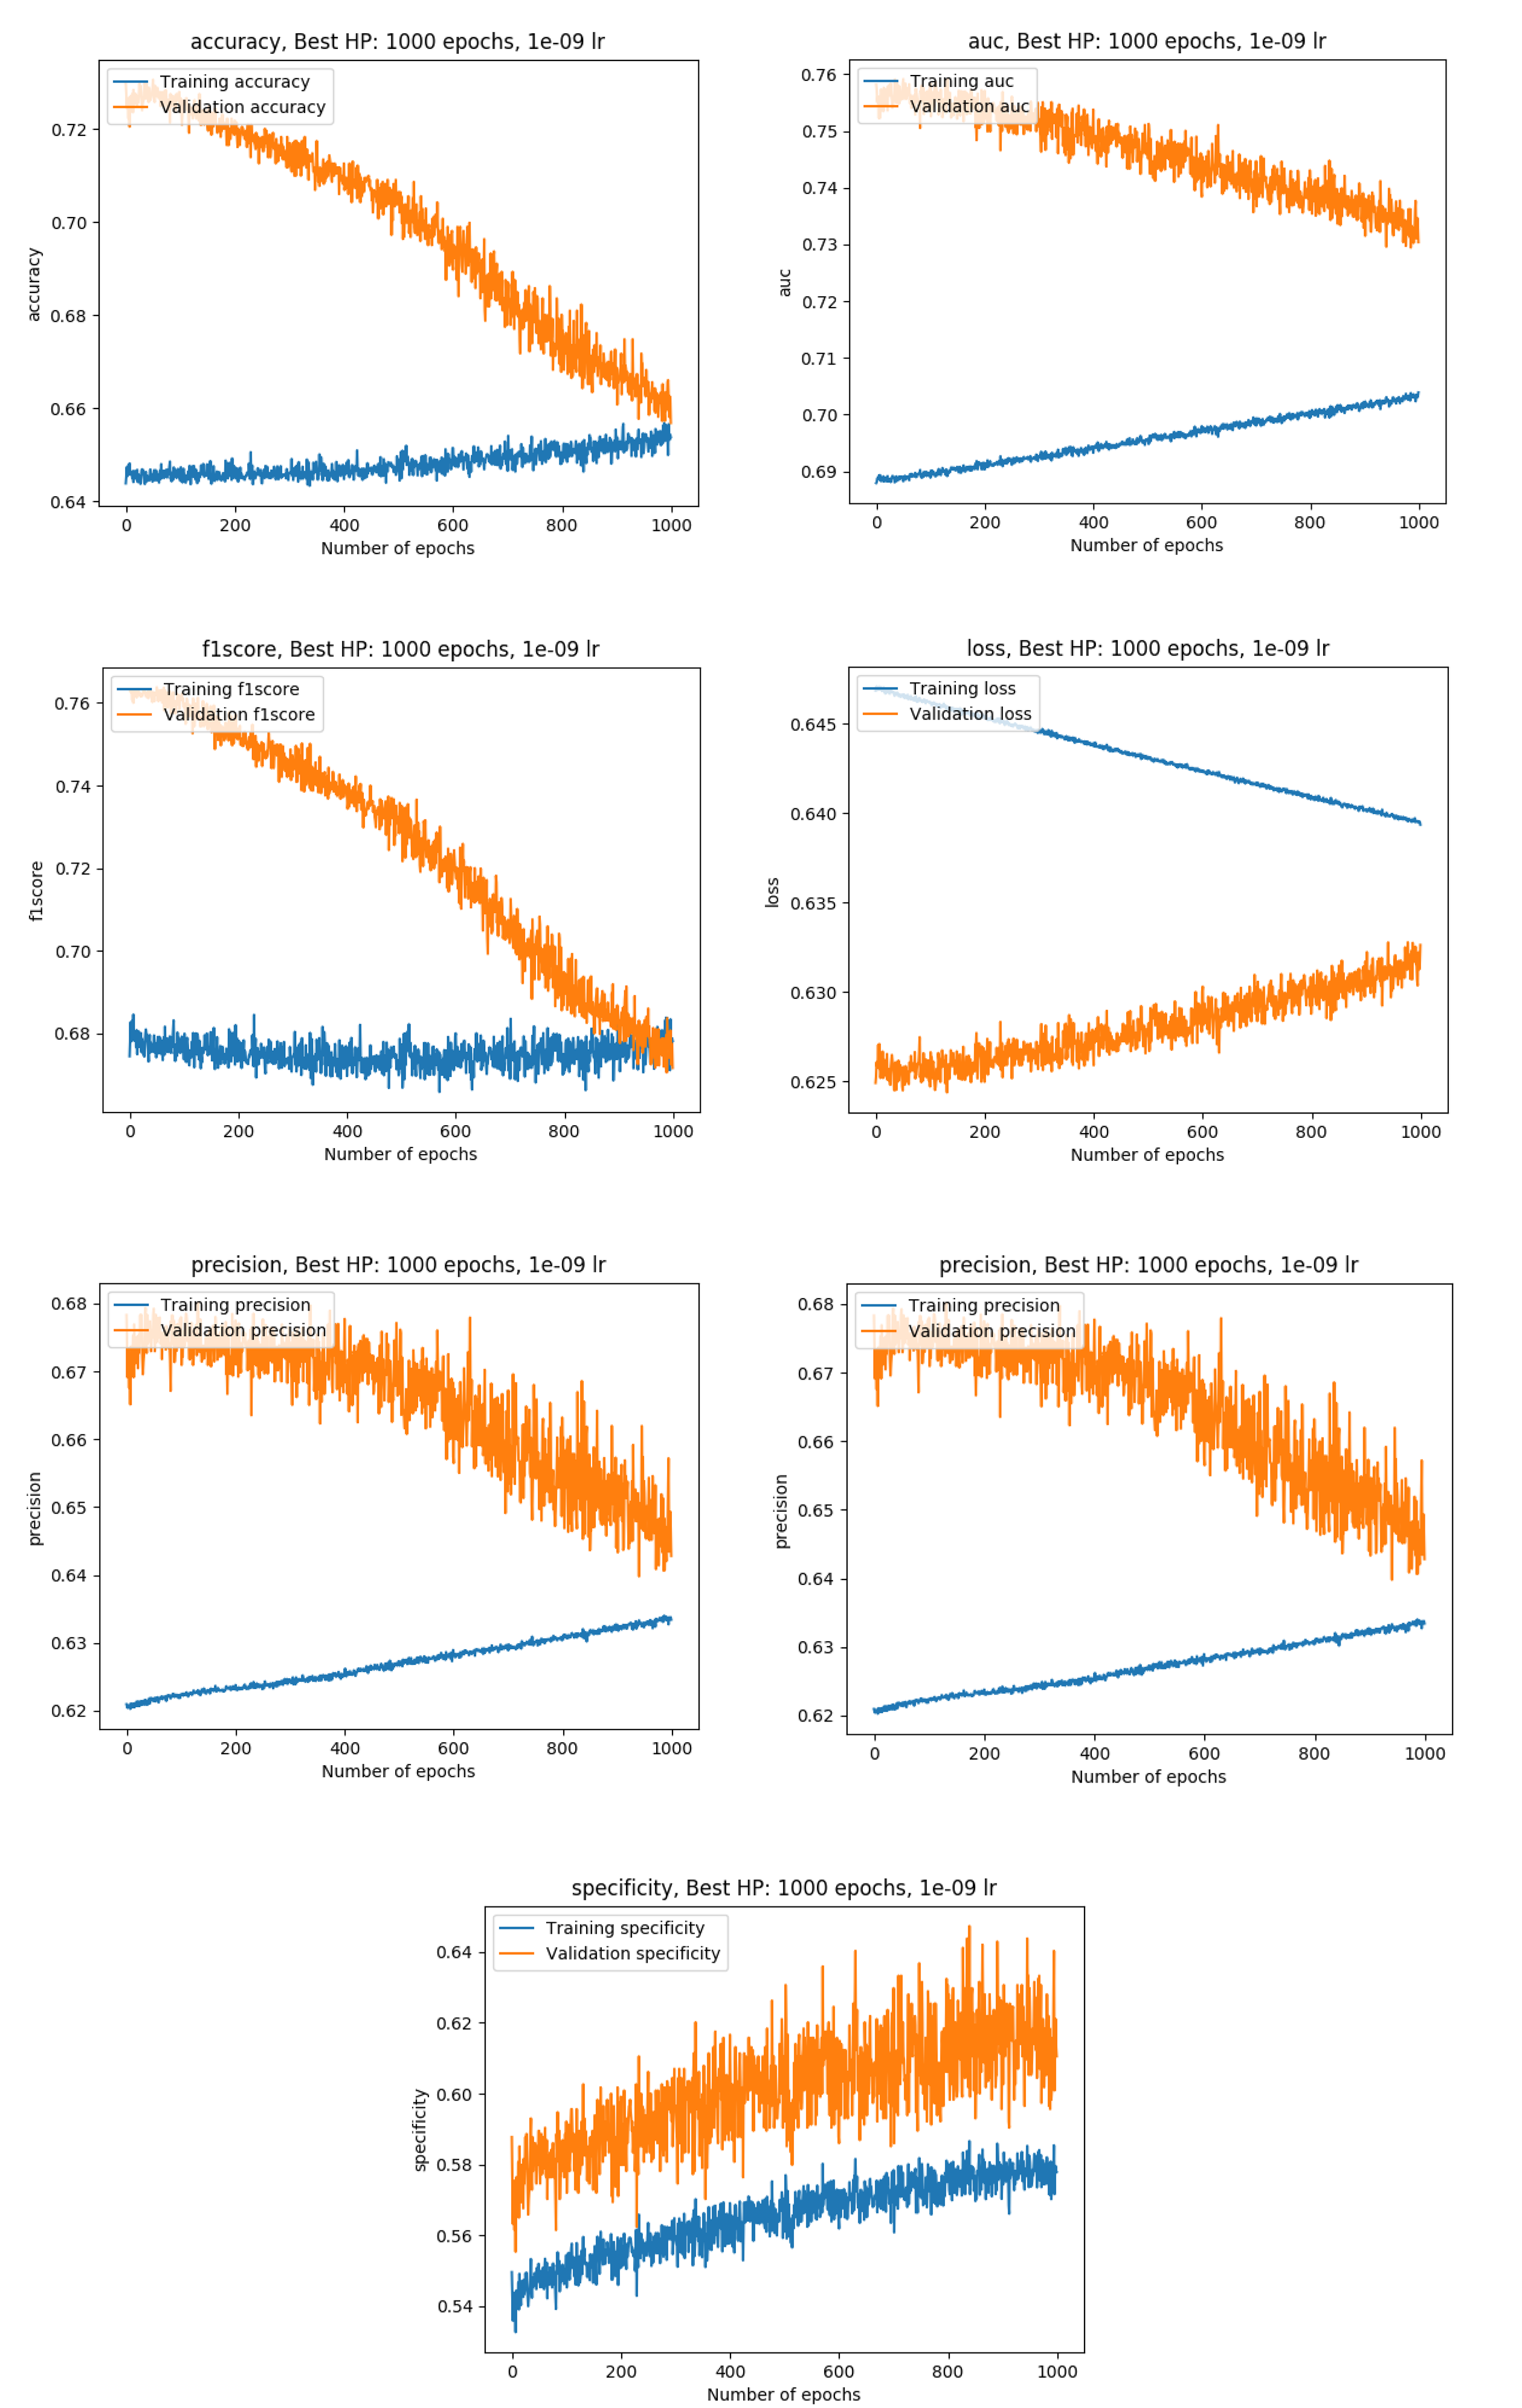 accuracy, Best HP: 1000 epochs, 1e-09 lr
Training accuracy
Validation accuracy
0.72
0.70
0.68
0.66
0.64
accuracy
0
200
400
600
800
1000
Number of epochs
auc, Best HP: 1000 epochs, 1e-09 lr
Training auc
Validation auc
0.76
0.75
0.74
0.73
0.72
0.71
0.70
0.69
auc
0
200
400
600
800
1000
Number of epochs
f1score, Best HP: 1000 epochs, 1e-09 lr
Training f1score
Validation f1score
0.76
0.74
0.72
0.70
0.68
f1score
0
200
400
600
800
1000
Number of epochs
loss, Best HP: 1000 epochs, 1e-09 lr
Training loss
Validation loss
0.645
0.640
0.635
0.630
0.625
loss
0
200
400
600
800
1000
Number of epochs
precision, Best HP: 1000 epochs, 1e-09 lr
Training precision
Validation precision
0.68
0.67
0.66
0.65
0.64
0.63
0.62
precision
0
200
400
600
800
1000
Number of epochs
precision, Best HP: 1000 epochs, 1e-09 lr
Training precision
Validation precision
0.68
0.67
0.66
0.65
0.64
0.63
0.62
precision
0
200
400
600
800
1000
Number of epochs
specificity, Best HP: 1000 epochs, 1e-09 lr
Training specificity
Validation specificity
0.64
0.62
0.60
0.58
0.56
0.54
specificity
0
200
400
600
800
1000
Number of epochs